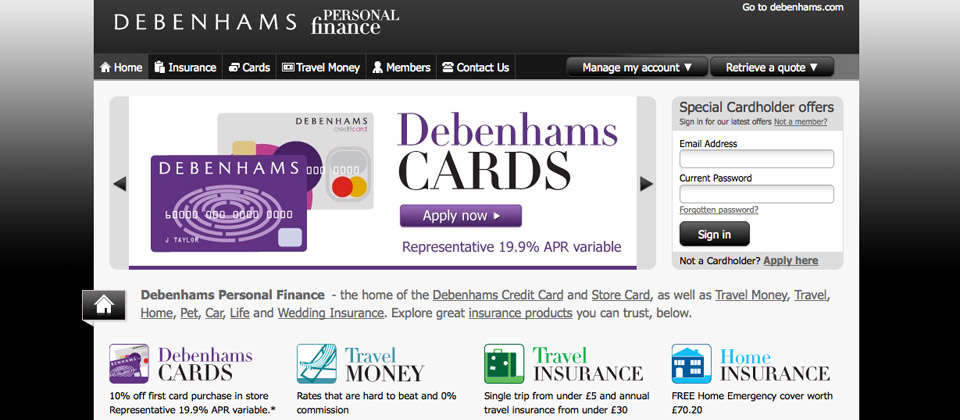 DEBENHAMS PERSONAL finance
Go to debenhams.com
Home Insurance Cards Travel Money Members Contact Us Manage my account ▼ Retrieve a quote ▼
DEBENHAMS
creditcard
DEBENHAMS
60000 000 0000 0000
J TAYLOR
Debenhams
CARDS
Apply now
Representative 19.9% APR variable
Special Cardholder offers
Sign in for our latest offers Not a member?
Email Address
Current Password
Forgotten password?
Sign in
Not a Cardholder? Apply here
Debenhams Personal Finance - the home of the Debenhams Credit Card and Store Card, as well as Travel Money, Travel,
Home, Pet, Car, Life and Wedding Insurance. Explore great insurance products you can trust, below.
Debenhams
CARDS
10% off first card purchase in store
Representative 19.9% APR variable.*
Travel
MONEY
Rates that are hard to beat and 0%
commission
Travel
INSURANCE
Single trip from under £5 and annual
travel insurance from under £30
Home
INSURANCE
FREE Home Emergency cover worth
£70.20